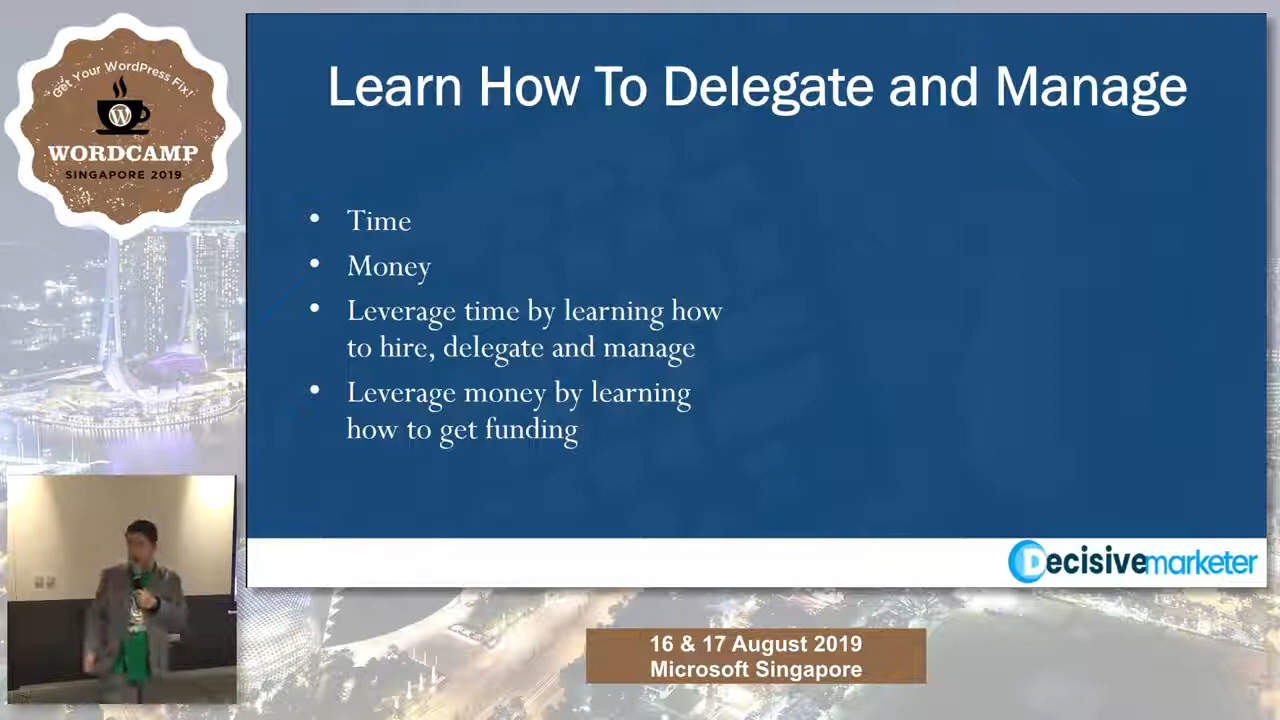 Get Your WordPress Fix!
W
WORDCAMP
SINGAPORE 2019
Learn How To Delegate and Manage
• Time
• Money
• Leverage time by learning how
to hire, delegate and manage
• Leverage money by learning
how to get funding
Decisivemarketer
16 & 17 August 2019
Microsoft Singapore